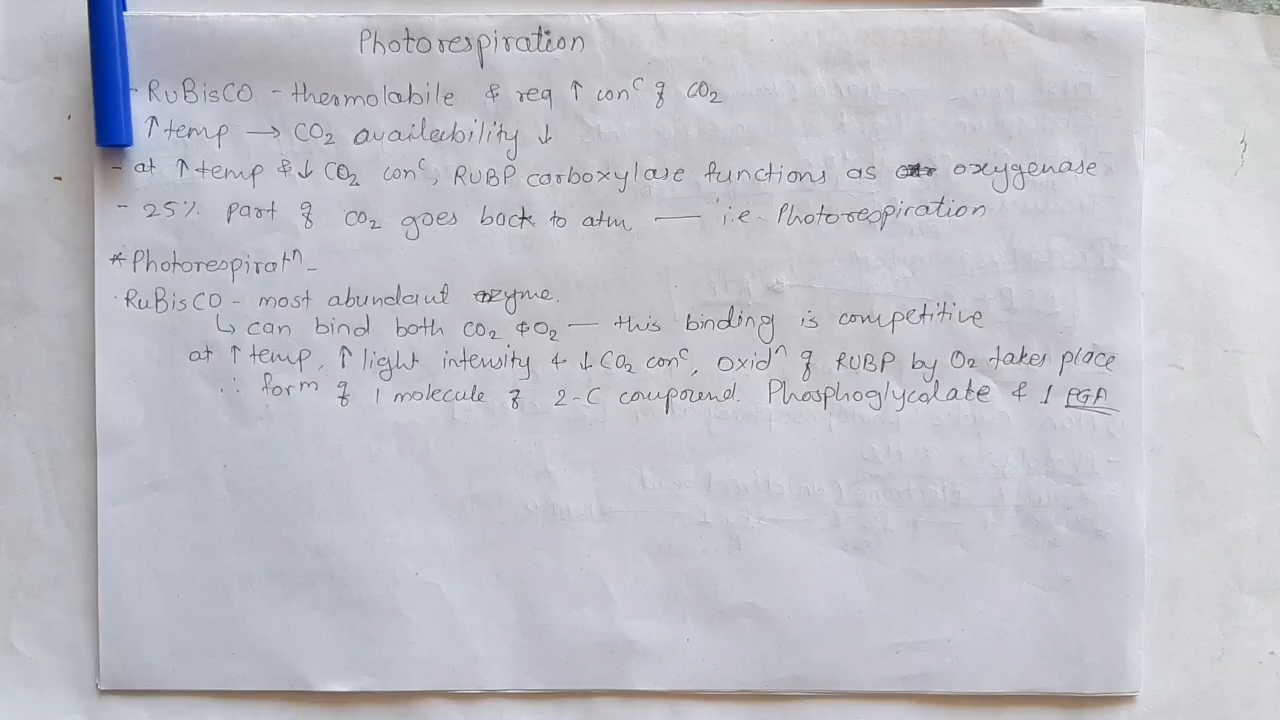 Photorespiration
- RuBisCO - thermolabile & req ↑ conᶜ of CO₂
↑ temp → CO₂ availability ↓
- at ↑ temp & ↓ CO₂ conᶜ, RUBP carboxylase functions as oxygenase
- 25% part of CO₂ goes back to atm — i.e. Photorespiration
* Photorespiratⁿ -
· RuBisCO - most abundant ezyme.
↳ can bind both CO₂ & O₂ — this binding is competitive
at ↑ temp, ↑ light intensity & ↓ CO₂ conᶜ, oxidⁿ of RUBP by O₂ takes place
∴ formⁿ of 1 molecule of 2-C compound. Phosphoglycolate & 1 PGA